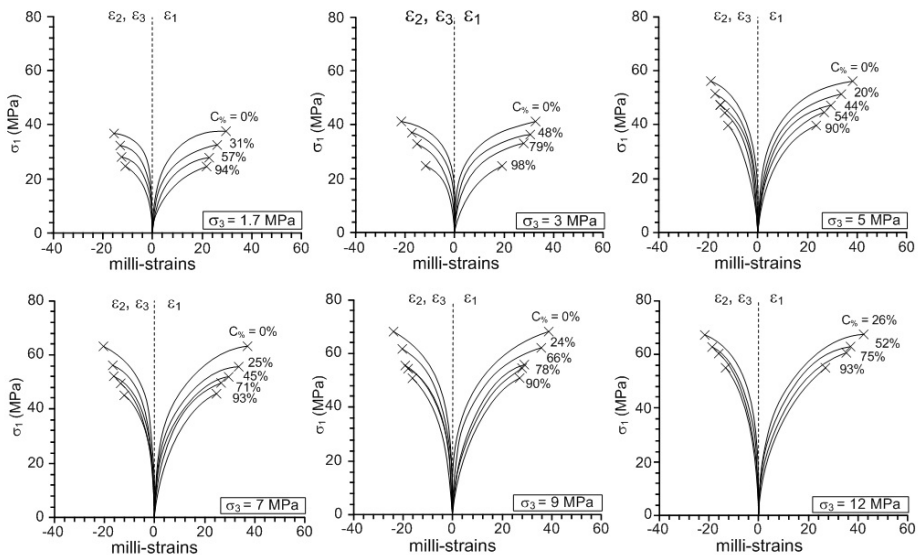 80
60
40
20
0
σ1 (MPa)
ε2, ε3 ε1
C% = 0%
31%
57%
94%
σ3 = 1.7 MPa
-40 -20 0 20 40 60
milli-strains
80
60
40
20
0
σ1 (MPa)
ε2, ε3 ε1
C% = 0%
48%
79%
98%
σ3 = 3 MPa
-40 -20 0 20 40 60
milli-strains
80
60
40
20
0
σ1 (MPa)
ε2, ε3 ε1
C% = 0%
20%
44%
54%
90%
σ3 = 5 MPa
-40 -20 0 20 40 60
milli-strains
80
60
40
20
0
σ1 (MPa)
ε2, ε3 ε1
C% = 0%
25%
45%
71%
93%
σ3 = 7 MPa
-40 -20 0 20 40 60
milli-strains
80
60
40
20
0
σ1 (MPa)
ε2, ε3 ε1
C% = 0%
24%
66%
78%
90%
σ3 = 9 MPa
-40 -20 0 20 40 60
milli-strains
80
60
40
20
0
σ1 (MPa)
ε2, ε3 ε1
C% = 26%
52%
75%
93%
σ3 = 12 MPa
-40 -20 0 20 40 60
milli-strains